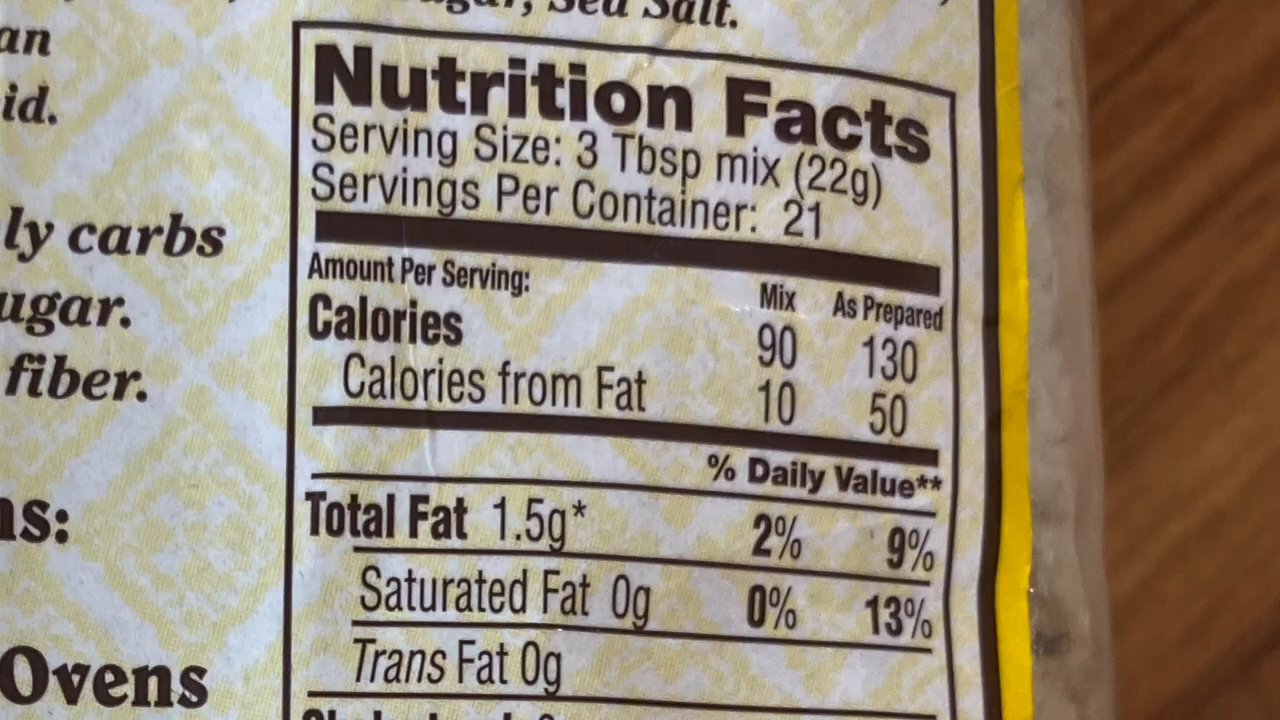 Sea Salt.
an
id.
ly carbs
ugar.
fiber.
ns:
Ovens
Nutrition Facts
Serving Size: 3 Tbsp mix (22g)
Servings Per Container: 21
Amount Per Serving: Mix As Prepared
Calories 90 130
Calories from Fat 10 50
% Daily Value**
Total Fat 1.5g* 2% 9%
Saturated Fat 0g 0% 13%
Trans Fat 0g